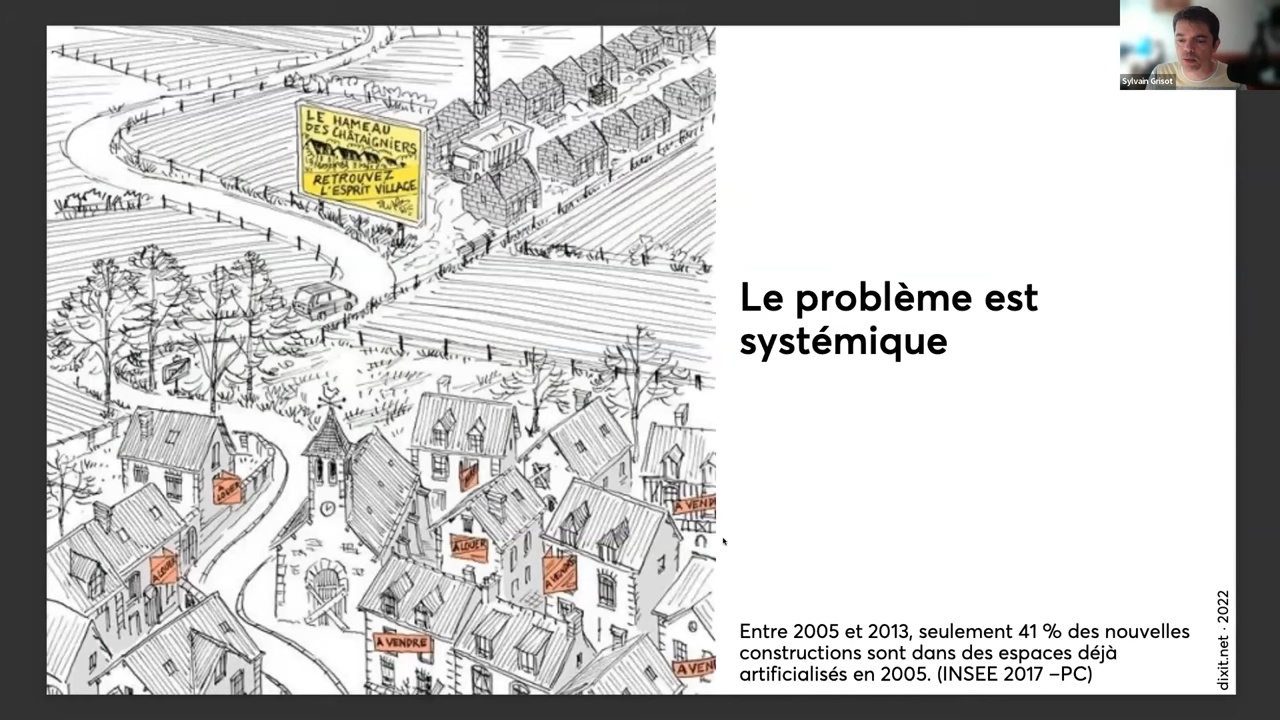 Sylvain Grisot
LE HAMEAU
DES CHÂTAIGNIERS
RETROUVEZ
L'ESPRIT VILLAGE
Le problème est
systémique
A
LOUER
A VENDRE
A LOUER
A LOUER
A VENDRE
A VENDRE
A VEN
Entre 2005 et 2013, seulement 41 % des nouvelles
constructions sont dans des espaces déjà
artificialisés en 2005. (INSEE 2017 –PC)
dixit.net · 2022